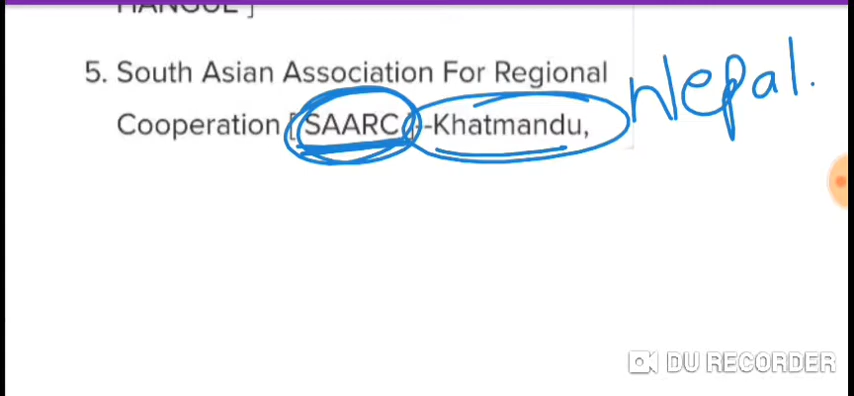 5. South Asian Association For Regional
Cooperation [SAARC]--Khatmandu,
Nepal.
DU RECORDER